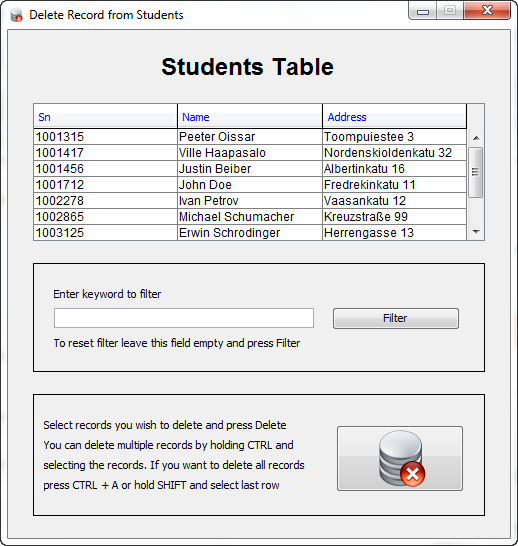 Delete Record from Students
Students Table
Sn Name Address
1001315 Peeter Oissar Toompuiestee 3
1001417 Ville Haapasalo Nordenskioldenkatu 32
1001456 Justin Beiber Albertinkatu 16
1001712 John Doe Fredrekinkatu 11
1002278 Ivan Petrov Vaasankatu 12
1002865 Michael Schumacher Kreuzstraße 99
1003125 Erwin Schrodinger Herrengasse 13
Enter keyword to filter
Filter
To reset filter leave this field empty and press Filter
Select records you wish to delete and press Delete
You can delete multiple records by holding CTRL and
selecting the records. If you want to delete all records
press CTRL + A or hold SHIFT and select last row